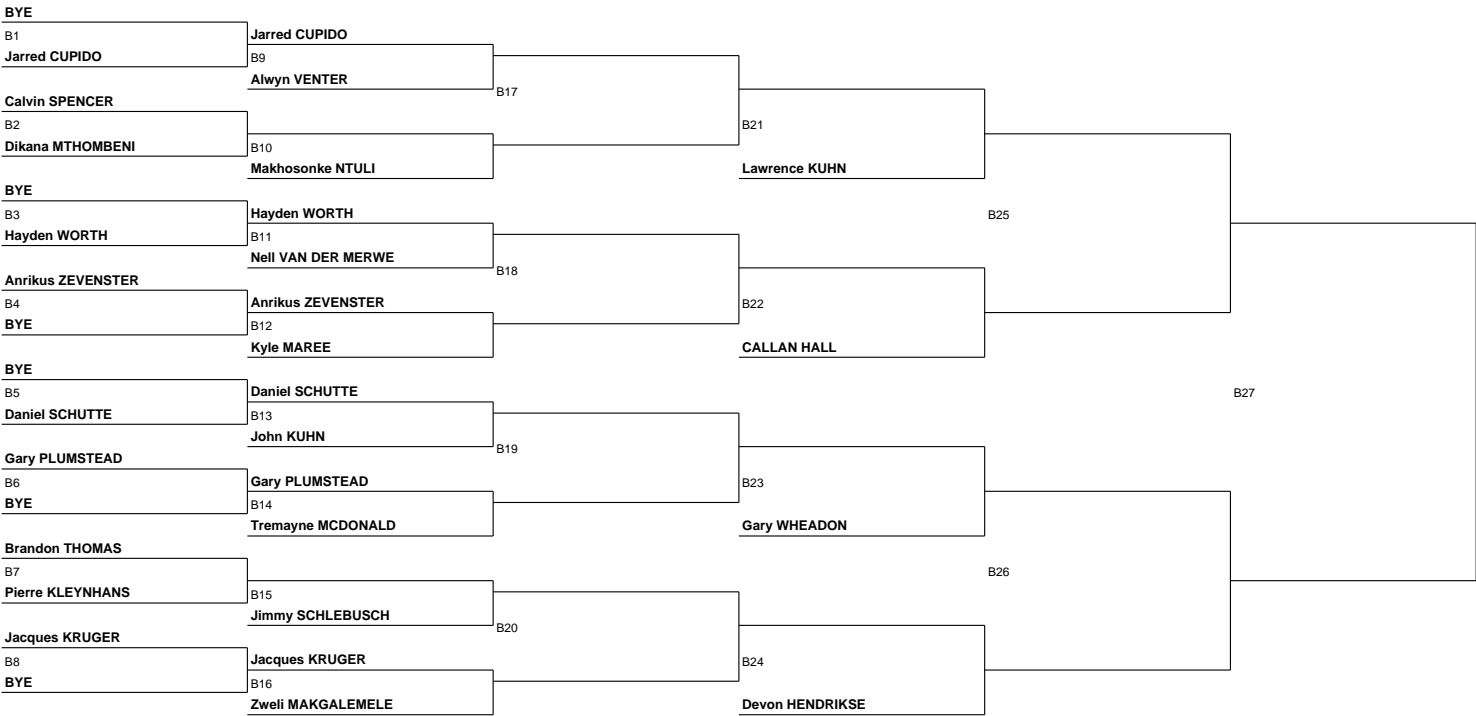 BYE
B1
Jarred CUPIDO
Calvin SPENCER
B2
Dikana MTHOMBENI
BYE
B3
Hayden WORTH
Anrikus ZEVENSTER
B4
BYE
BYE
B5
Daniel SCHUTTE
Gary PLUMSTEAD
B6
BYE
Brandon THOMAS
B7
Pierre KLEYNHANS
Jacques KRUGER
B8
BYE
Jarred CUPIDO
B9
Alwyn VENTER
B10
Makhosonke NTULI
Hayden WORTH
B11
Nell VAN DER MERWE
Anrikus ZEVENSTER
B12
Kyle MAREE
Daniel SCHUTTE
B13
John KUHN
Gary PLUMSTEAD
B14
Tremayne MCDONALD
B15
Jimmy SCHLEBUSCH
Jacques KRUGER
B16
Zweli MAKGALEMELE
B17
B18
B19
B20
B21
Lawrence KUHN
B22
CALLAN HALL
B23
Gary WHEADON
B24
Devon HENDRIKSE
B25
B26
B27